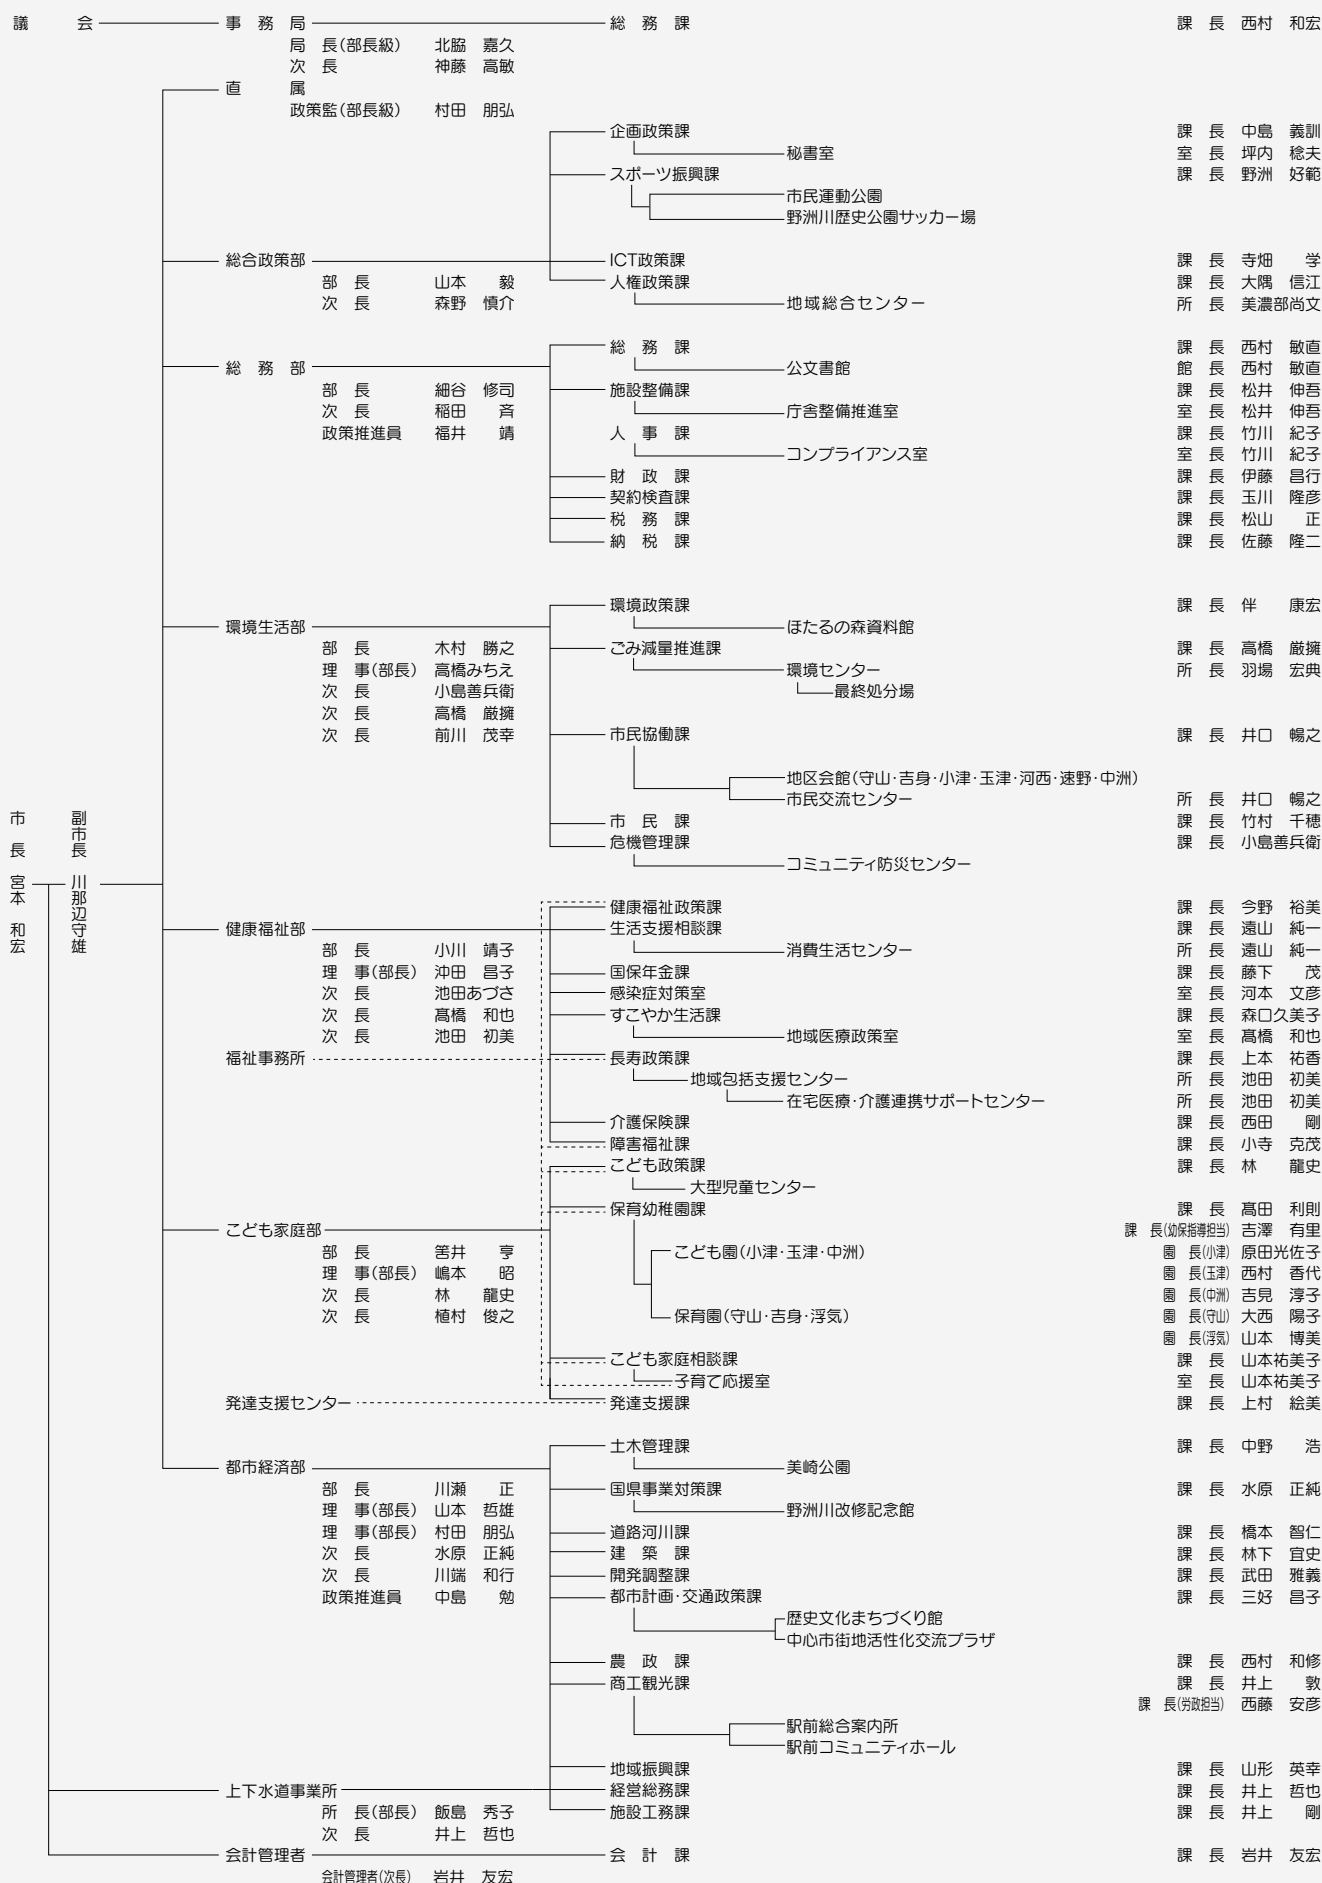 議会 事務局 総務課 課長 西村 和宏
局長(部長級) 北脇 嘉久
次長 神藤 高敏
直属
政策監(部長級) 村田 朋弘
企画政策課 課長 中島 義訓
秘書室 室長 坪内 稔夫
スポーツ振興課 課長 野洲 好範
市民運動公園
野洲川歴史公園サッカー場
総合政策部 ICT政策課 課長 寺畑 学
部長 山本 毅 人権政策課 課長 大隅 信江
次長 森野 慎介 地域総合センター 所長 美濃部尚文
総務課 課長 西村 敏直
総務部 公文書館 館長 西村 敏直
部長 細谷 修司 施設整備課 課長 松井 伸吾
次長 稲田 斉 庁舎整備推進室 室長 松井 伸吾
政策推進員 福井 靖 人事課 課長 竹川 紀子
コンプライアンス室 室長 竹川 紀子
財政課 課長 伊藤 昌行
契約検査課 課長 玉川 隆彦
税務課 課長 松山 正
納税課 課長 佐藤 隆二
環境政策課 課長 伴 康宏
環境生活部 ほたるの森資料館
部長 木村 勝之 ごみ減量推進課 課長 高橋 厳擁
理事(部長) 高橋みちえ 環境センター 所長 羽場 宏典
次長 小島善兵衛 最終処分場
次長 高橋 厳擁
次長 前川 茂幸 市民協働課 課長 井口 暢之
地区会館(守山・吉身・小津・玉津・河西・速野・中洲)
市民交流センター 所長 井口 暢之
市民課 課長 竹村 千穂
危機管理課 課長 小島善兵衛
コミュニティ防災センター
市長 宮本 和宏
副市長 川那辺守雄
健康福祉政策課 課長 今野 裕美
健康福祉部 生活支援相談課 課長 遠山 純一
部長 小川 靖子 消費生活センター 所長 遠山 純一
理事(部長) 沖田 昌子 国保年金課 課長 藤下 茂
次長 池田あづさ 感染症対策室 室長 河本 文彦
次長 髙橋 和也 すこやか生活課 課長 森口久美子
次長 池田 初美 地域医療政策室 室長 髙橋 和也
福祉事務所 長寿政策課 課長 上本 祐香
地域包括支援センター 所長 池田 初美
在宅医療・介護連携サポートセンター 所長 池田 初美
介護保険課 課長 西田 剛
障害福祉課 課長 小寺 克茂
こども政策課 課長 林 龍史
大型児童センター
保育幼稚園課 課長 髙田 利則
こども家庭部 課長(幼保指導担当) 吉澤 有里
部長 筈井 亨 こども園(小津・玉津・中洲) 園長(小津) 原田光佐子
理事(部長) 嶋本 昭 園長(玉津) 西村 香代
次長 林 龍史 園長(中洲) 吉見 淳子
次長 植村 俊之 保育園(守山・吉身・浮気) 園長(守山) 大西 陽子
園長(浮気) 山本 博美
こども家庭相談課 課長 山本祐美子
子育て応援室 室長 山本祐美子
発達支援センター 発達支援課 課長 上村 絵美
土木管理課 課長 中野 浩
都市経済部 美崎公園
部長 川瀬 正 国県事業対策課 課長 水原 正純
理事(部長) 山本 哲雄 野洲川改修記念館
理事(部長) 村田 朋弘 道路河川課 課長 橋本 智仁
次長 水原 正純 建築課 課長 林下 宜史
次長 川端 和行 開発調整課 課長 武田 雅義
政策推進員 中島 勉 都市計画・交通政策課 課長 三好 昌子
歴史文化まちづくり館
中心市街地活性化交流プラザ
農政課 課長 西村 和修
商工観光課 課長 井上 敦
課長(労政担当) 西藤 安彦
駅前総合案内所
駅前コミュニティホール
地域振興課 課長 山形 英幸
上下水道事業所 経営総務課 課長 井上 哲也
所長(部長) 飯島 秀子 施設工務課 課長 井上 剛
次長 井上 哲也
会計管理者 会計課 課長 岩井 友宏
会計管理者(次長) 岩井 友宏